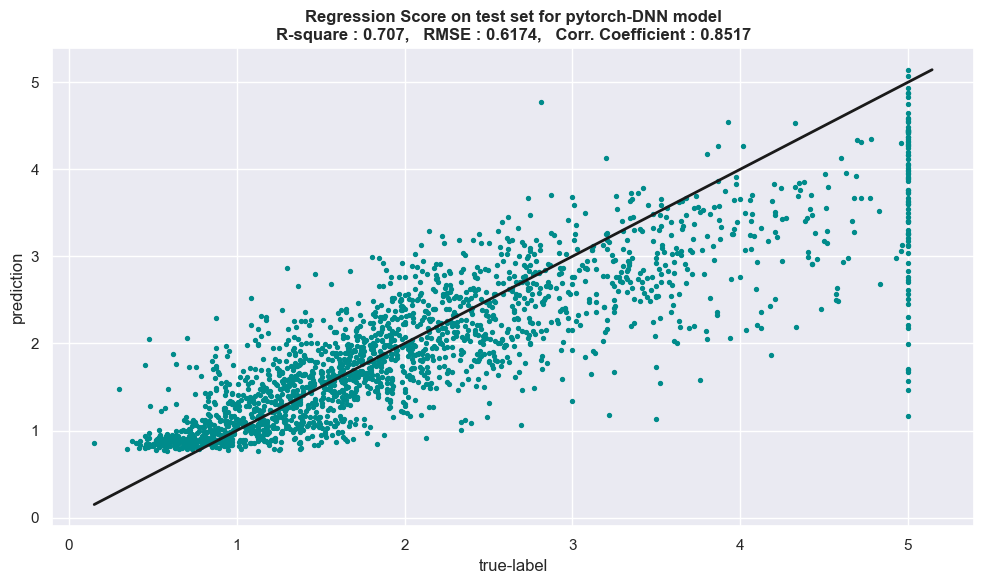 Regression Score on test set for pytorch-DNN model
R-square : 0.707,   RMSE : 0.6174,   Corr. Coefficient : 0.8517
5
4
3
2
1
0
prediction
0 1 2 3 4 5
true-label